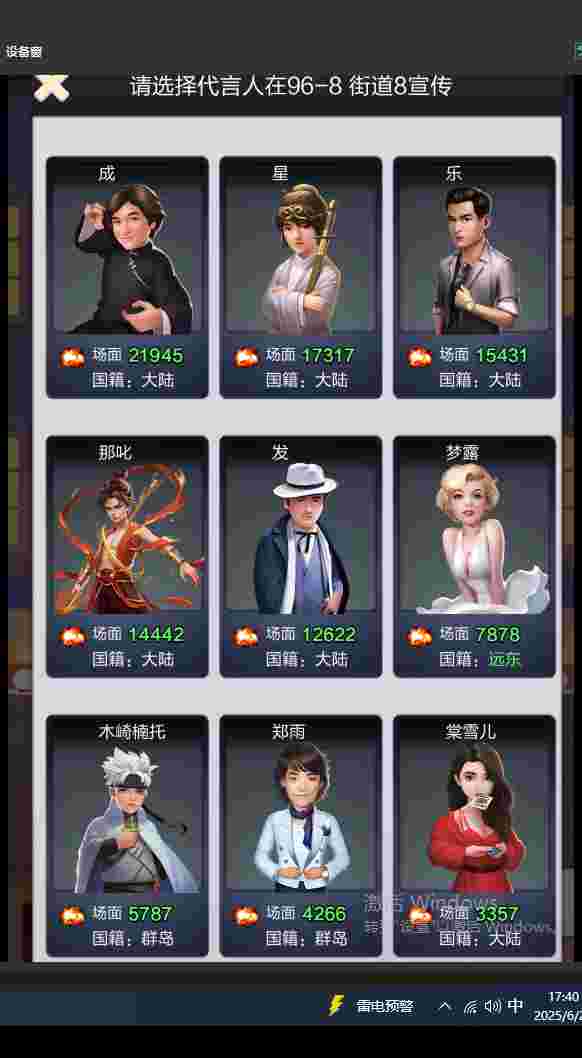 设备窗
请选择代言人在96-8 街道8宣传
成
星
乐
场面 21945
场面 17317
场面 15431
国籍：大陆
国籍：大陆
国籍：大陆
那叱
发
梦露
场面 14442
场面 12622
场面 7878
国籍：大陆
国籍：大陆
国籍：远东
木崎楠托
郑雨
棠雪儿
激活 Windows
场面 5787
场面 4266
场面 3357
国籍：群岛
国籍：群岛
国籍：大陆
雷电预警
中
17:40
2025/6/2